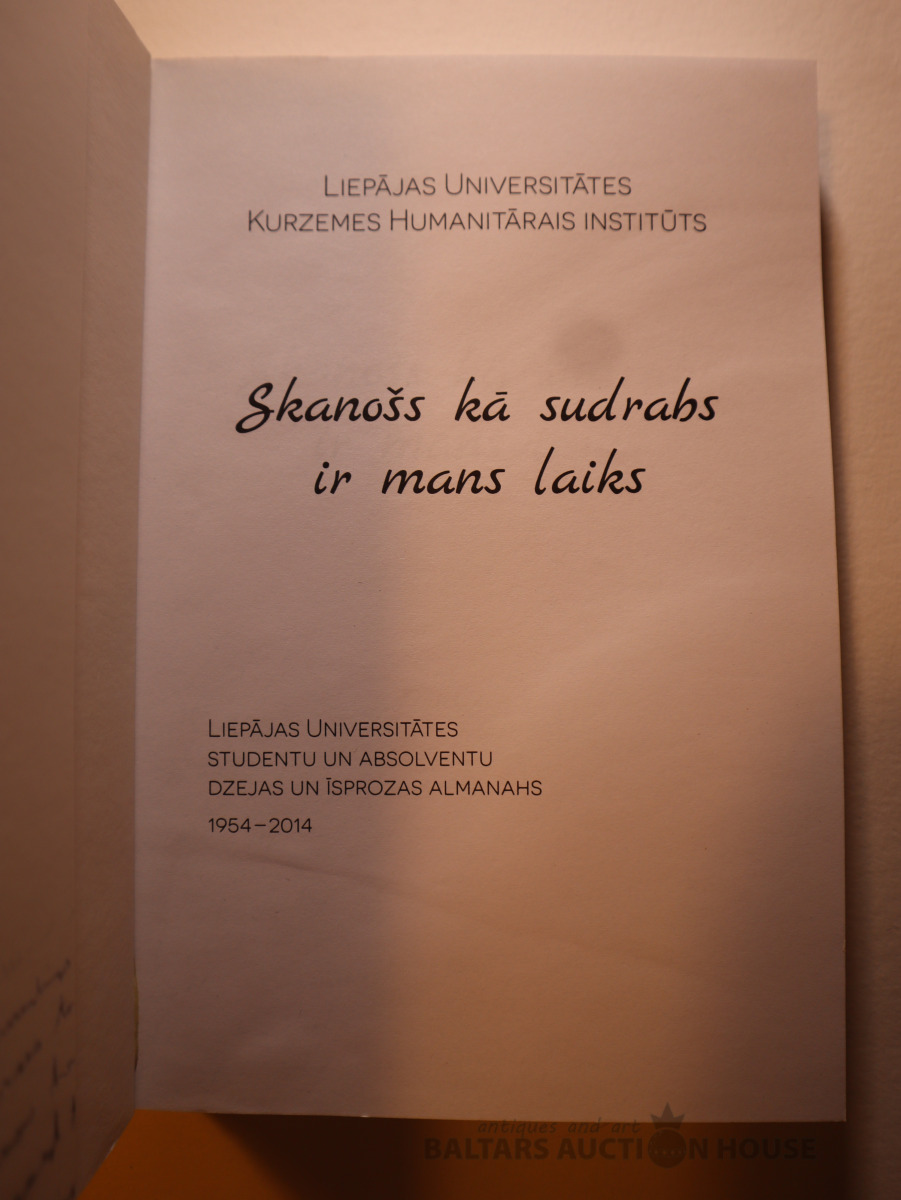 LIEPĀJAS UNIVERSITĀTES
KURZEMES HUMANITĀRAIS INSTITŪTS
Skanošs kā sudrabs
ir mans laiks
LIEPĀJAS UNIVERSITĀTES
STUDENTU UN ABSOLVENTU
DZEJAS UN ĪSPROZAS ALMANAHS
1954–2014
antiques and art
BALTARS AUCTION HOUSE